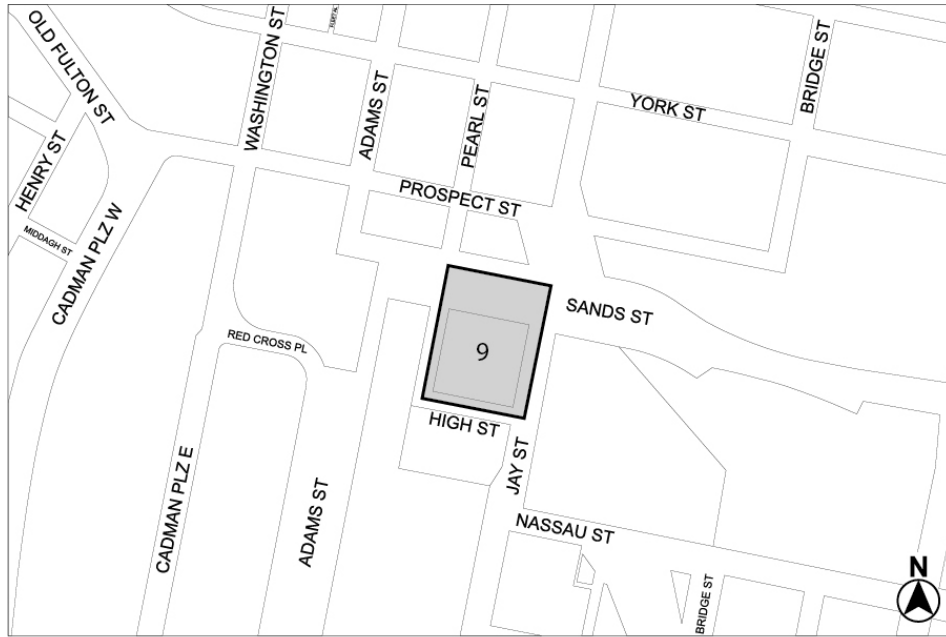 OLD FULTON ST
WASHINGTON ST
BRIDGE ST
ADAMS ST
PEARL ST
YORK ST
HENRY ST
PROSPECT ST
MIDDAGH ST
CADMAN PLZ W
SANDS ST
RED CROSS PL
9
HIGH ST
JAY ST
CADMAN PLZ E
ADAMS ST
NASSAU ST
BRIDGE ST
N